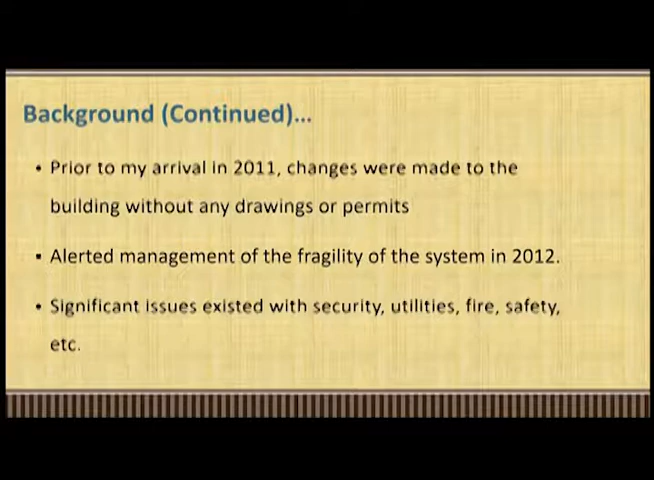 Background (Continued)...
• Prior to my arrival in 2011, changes were made to the
building without any drawings or permits
• Alerted management of the fragility of the system in 2012.
• Significant issues existed with security, utilities, fire, safety,
etc.